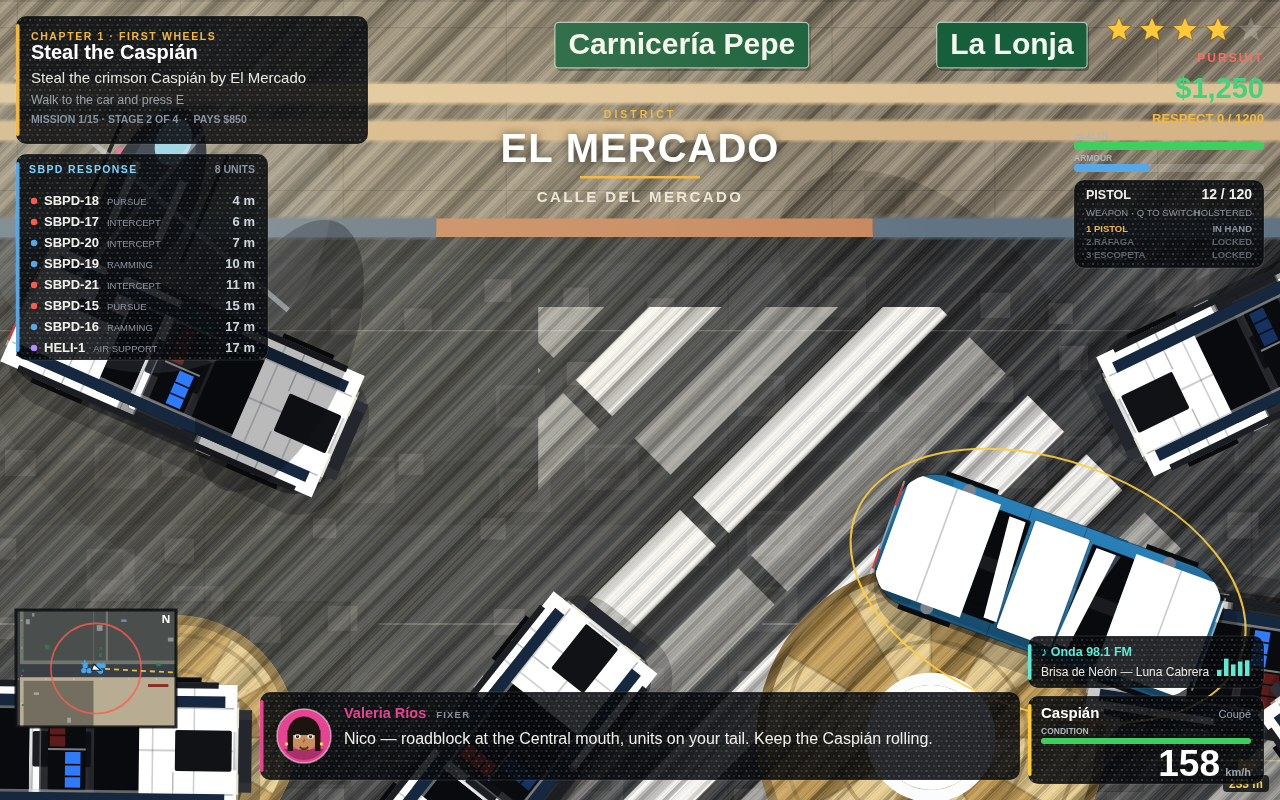 CHAPTER 1 · FIRST WHEELS
Steal the Caspián
Steal the crimson Caspián by El Mercado
Walk to the car and press E
MISSION 1/15 · STAGE 2 OF 4 · PAYS $850
Carnicería Pepe
La Lonja
PURSUIT
$1,250
RESPECT 0 / 1200
ARMOUR
DISTRICT
EL MERCADO
CALLE DEL MERCADO
SBPD RESPONSE 8 UNITS
SBPD-18 PURSUE 4 m
SBPD-17 INTERCEPT 6 m
SBPD-20 INTERCEPT 7 m
SBPD-19 RAMMING 10 m
SBPD-21 INTERCEPT 11 m
SBPD-15 PURSUE 15 m
SBPD-16 RAMMING 17 m
HELI-1 AIR SUPPORT 17 m
PISTOL 12 / 120
WEAPON · Q TO SWITCH HOLSTERED
1 PISTOL IN HAND
2 RÁFAGA LOCKED
3 ESCOPETA LOCKED
N
♪ Onda 98.1 FM
Brisa de Neón — Luna Cabrera
Valeria Ríos FIXER
Nico — roadblock at the Central mouth, units on your tail. Keep the Caspián rolling.
Caspián Coupé
CONDITION
158 km/h
233 m